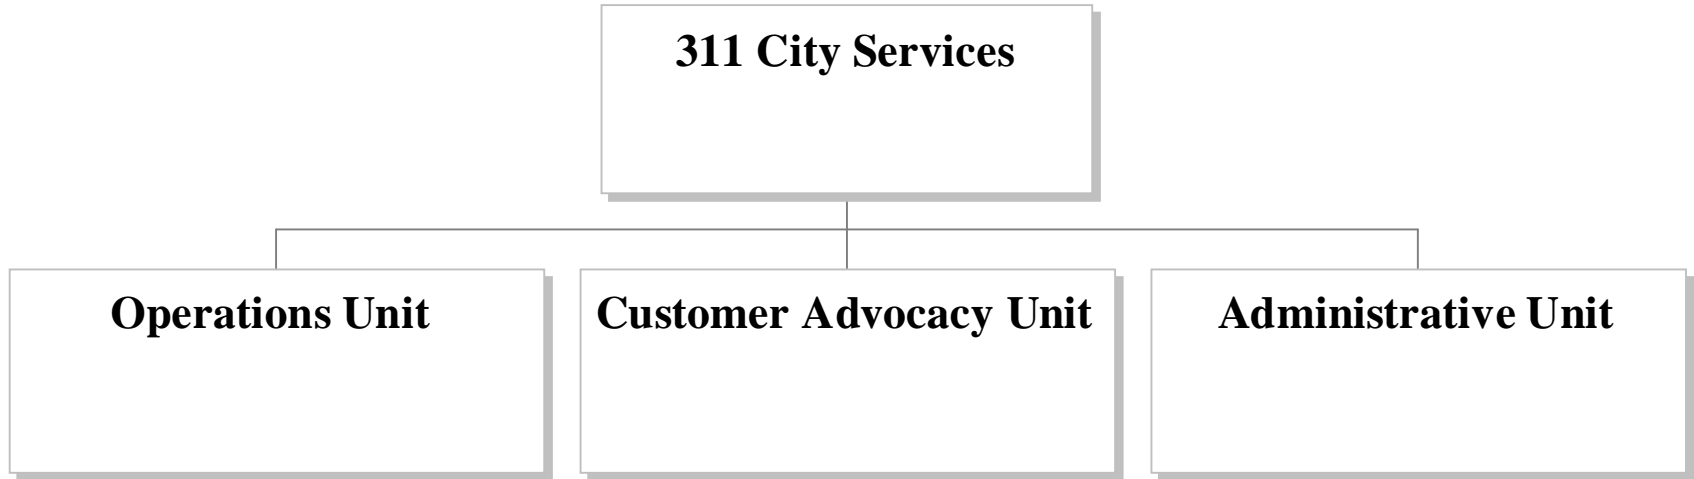 311 City Services
Operations Unit
Customer Advocacy Unit
Administrative Unit